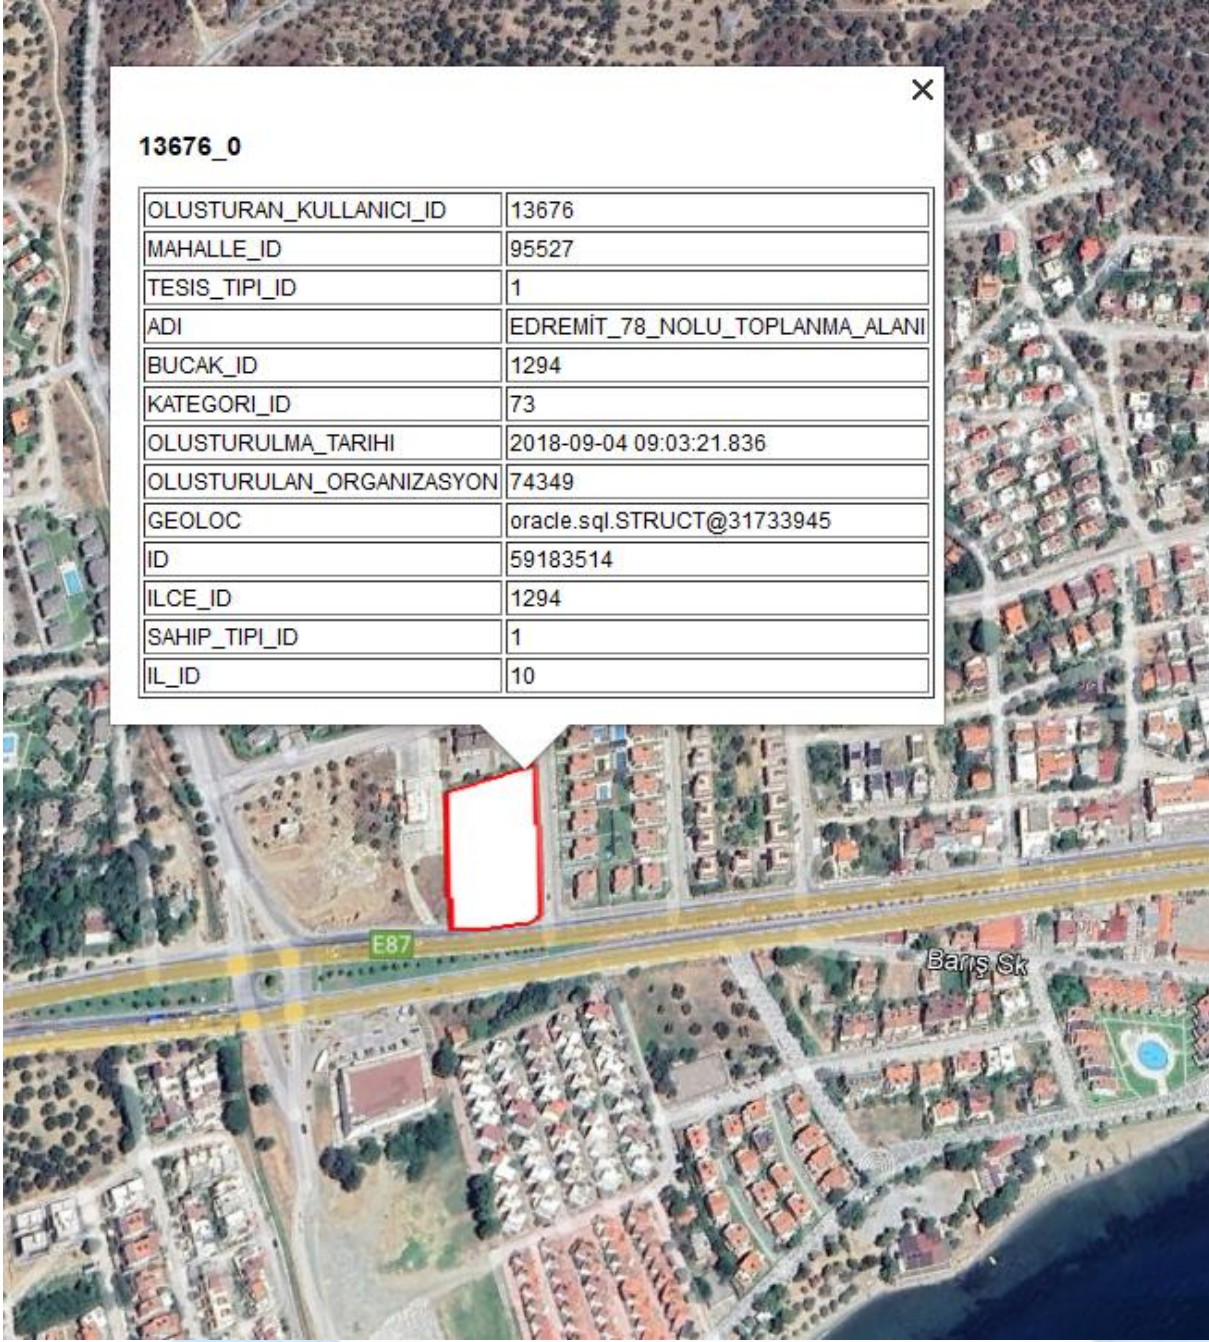 13676_0
OLUSTURAN_KULLANICI_ID 13676
MAHALLE_ID 95527
TESIS_TIPI_ID 1
ADI EDREMİT_78_NOLU_TOPLANMA_ALANI
BUCAK_ID 1294
KATEGORI_ID 73
OLUSTURULMA_TARIHI 2018-09-04 09:03:21.836
OLUSTURULAN_ORGANIZASYON 74349
GEOLOC oracle.sql.STRUCT@31733945
ID 59183514
ILCE_ID 1294
SAHIP_TIPI_ID 1
IL_ID 10
E87
Barış Sk